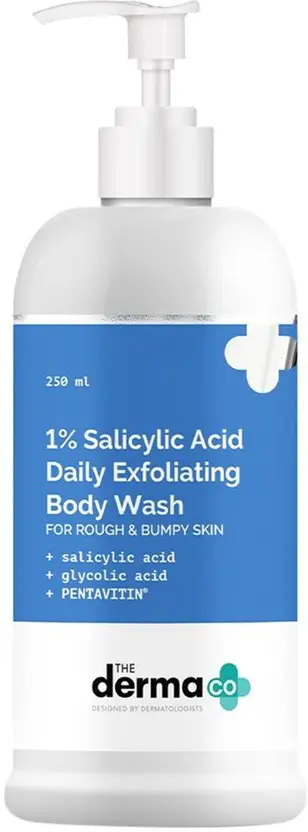 250 ml
1% Salicylic Acid
Daily Exfoliating
Body Wash
FOR ROUGH & BUMPY SKIN
+ salicylic acid
+ glycolic acid
+ PENTAVITIN®
THE
derma co
DESIGNED BY DERMATOLOGISTS